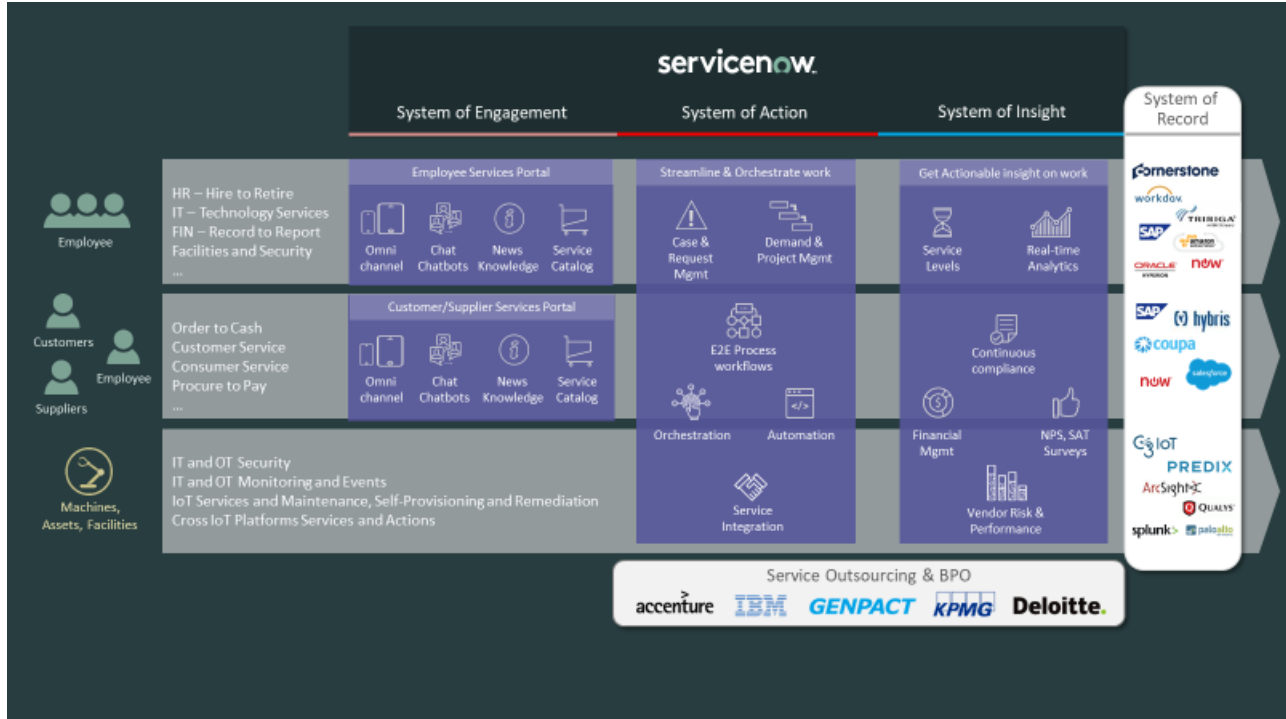 servicenow.
System of Engagement
System of Action
System of Insight
System of
Record
Employee
HR – Hire to Retire
IT – Technology Services
FIN – Record to Report
Facilities and Security
...
Employee Services Portal
Omni
channel
Chat
Chatbots
News
Knowledge
Service
Catalog
Streamline & Orchestrate work
Case &
Request
Mgmt
Demand &
Project Mgmt
Get Actionable insight on work
Service
Levels
Real-time
Analytics
cornerstone
workday.
TRIRIGA
SAP
amazon
ORACLE
HYPERION
now
Customers
Employee
Suppliers
Order to Cash
Customer Service
Consumer Service
Procure to Pay
...
Customer/Supplier Services Portal
Omni
channel
Chat
Chatbots
News
Knowledge
Service
Catalog
E2E Process
workflows
Orchestration
Automation
Continuous
compliance
Financial
Mgmt
NPS, SAT
Surveys
SAP
(y) hybris
coupa
now
salesforce
Machines,
Assets, Facilities
IT and OT Security
IT and OT Monitoring and Events
IoT Services and Maintenance, Self-Provisioning and Remediation
Cross IoT Platforms Services and Actions
Service
Integration
Vendor Risk &
Performance
C3 IoT
PREDIX
ArcSight
QUALYS
splunk>
paloalto
Service Outsourcing & BPO
accenture
IBM
GENPACT
KPMG
Deloitte.